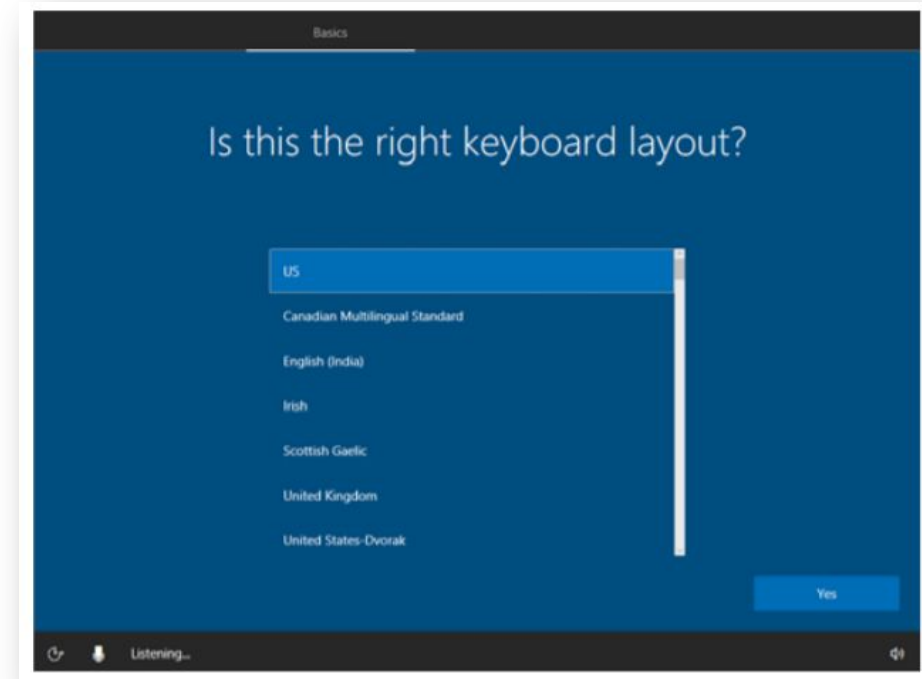 Basics
Is this the right keyboard layout?
US
Canadian Multilingual Standard
English (India)
Irish
Scottish Gaelic
United Kingdom
United States-Dvorak
Yes
Listening...